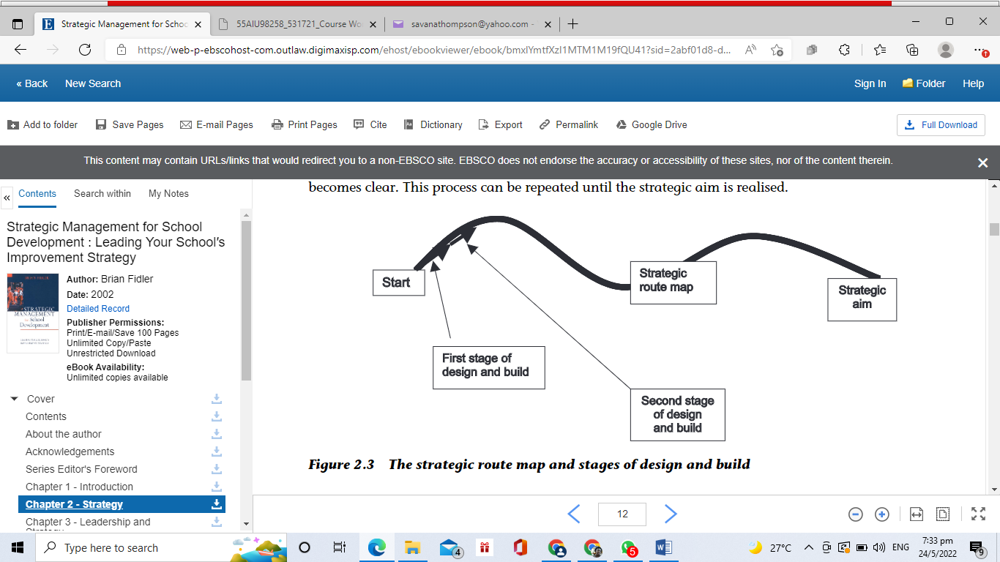 Strategic Management for Schoo
55AIU98258_531721_Course Wo
savanathompson@yahoo.com -
https://web-p-ebscohost-com.outlaw.digimaxisp.com/ehost/ebookviewer/ebook/bmxlYmtfXzI1MTM1M19fQU41?sid=2abf01d8-d...
« Back New Search Sign In Folder Help
Add to folder Save Pages E-mail Pages Print Pages Cite Dictionary Export Permalink Google Drive Full Download
This content may contain URLs/links that would redirect you to a non-EBSCO site. EBSCO does not endorse the accuracy or accessibility of these sites, nor of the content therein.
« Contents Search within My Notes
Strategic Management for School
Development : Leading Your School's
Improvement Strategy
Author: Brian Fidler
Date: 2002
Detailed Record
Publisher Permissions:
Print/E-mail/Save 100 Pages
Unlimited Copy/Paste
Unrestricted Download
eBook Availability:
Unlimited copies available
STRATEGIC
MANAGEMENT
School
Development
Cover
Contents
About the author
Acknowledgements
Series Editor's Foreword
Chapter 1 - Introduction
Chapter 2 - Strategy
Chapter 3 - Leadership and
Strategy
becomes clear. This process can be repeated until the strategic aim is realised.
Start
Strategic
route map
Strategic
aim
First stage of
design and build
Second stage
of design
and build
Figure 2.3 The strategic route map and stages of design and build
12
Type here to search
4
5
27°C
ENG
7:33 pm
24/5/2022
9